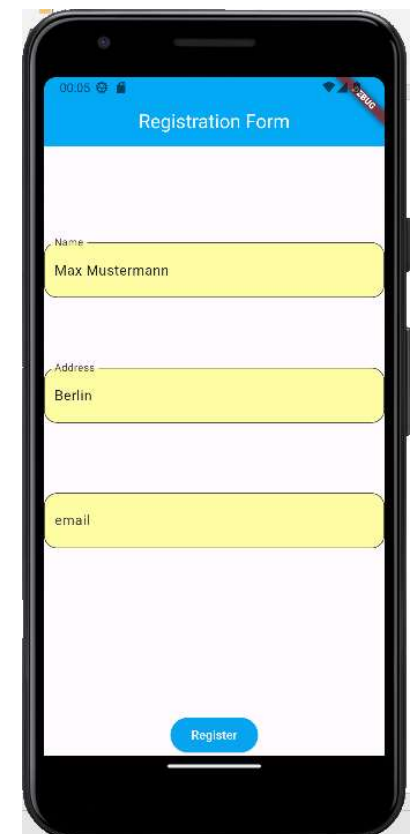 00:05
DEBUG
Registration Form
Name
Max Mustermann
Address
Berlin
email
Register